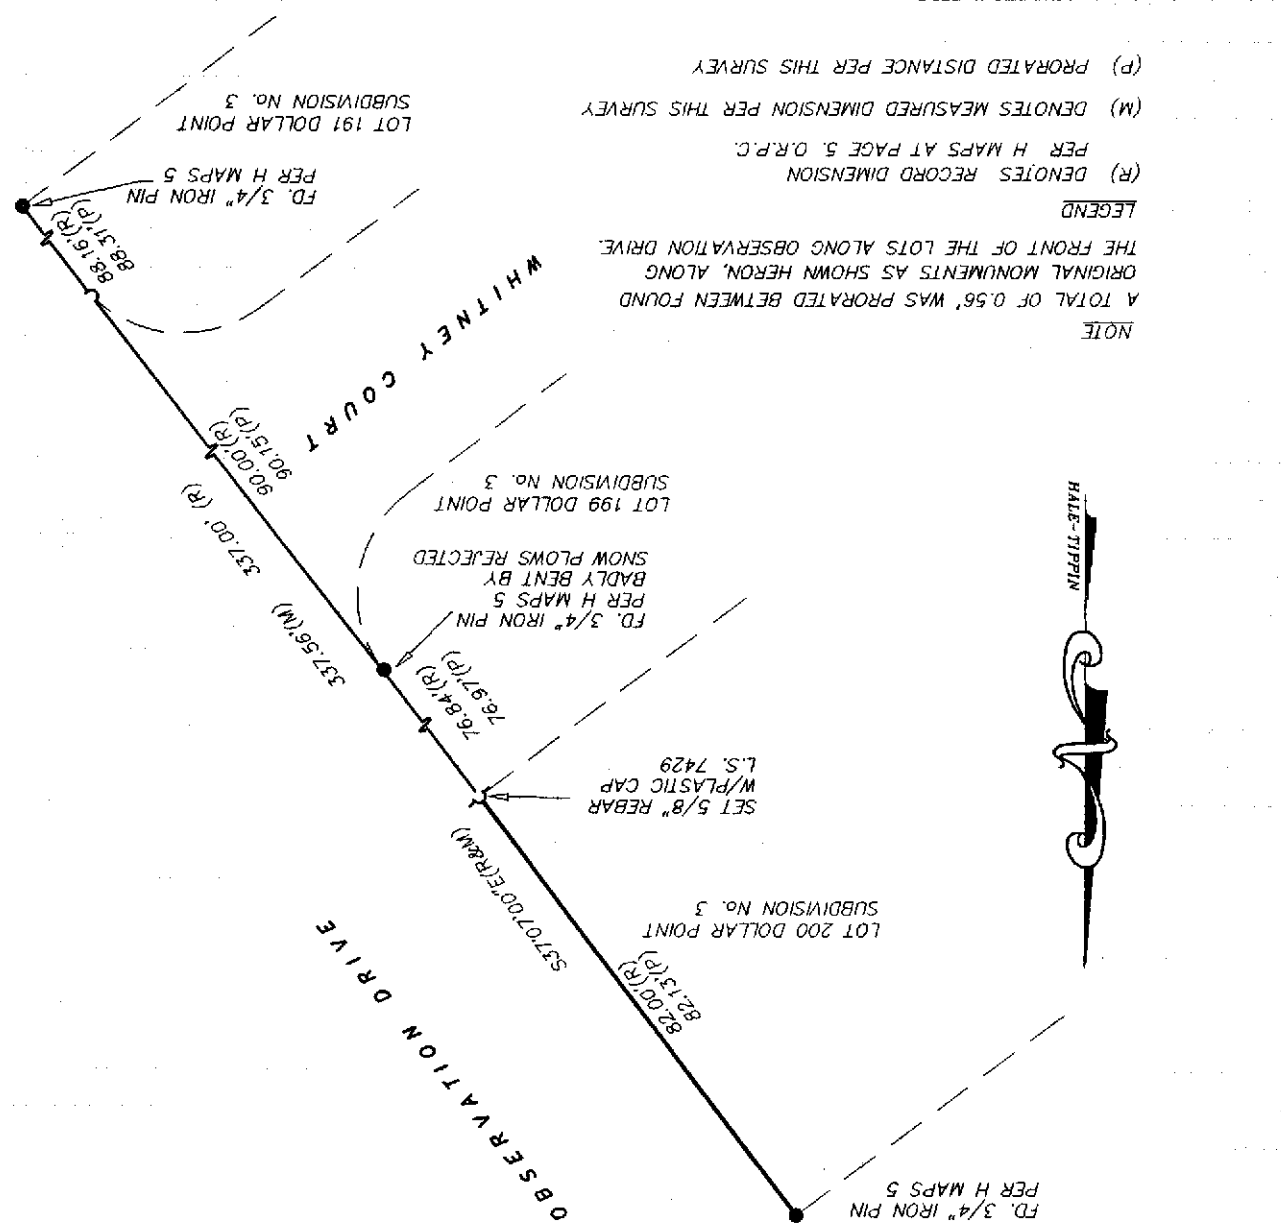 FD. 3/4" IRON PIN
PER H MAPS 5
OBSERVATION DRIVE
82.00'(R)
82.13'(P)
LOT 200 DOLLAR POINT
SUBDIVISION No. 3
S37°07'00"E(R&M)
SET 5/8" REBAR
W/PLASTIC CAP
L.S. 7429
76.84'(R)
76.97'(P)
FD. 3/4" IRON PIN
PER H MAPS 5
BADLY BENT BY
SNOW PLOWS REJECTED
337.56'(M)
337.00' (R)
LOT 199 DOLLAR POINT
SUBDIVISION No. 3
90.00'(R)
90.15'(P)
WHITNEY COURT
88.16'(R)
88.31'(P)
FD. 3/4" IRON PIN
PER H MAPS 5
LOT 191 DOLLAR POINT
SUBDIVISION No. 3
HALE-TIPPIN
NOTE
A TOTAL OF 0.56' WAS PRORATED BETWEEN FOUND
ORIGINAL MONUMENTS AS SHOWN HERON, ALONG
THE FRONT OF THE LOTS ALONG OBSERVATION DRIVE.
LEGEND
(R) DENOTES RECORD DIMENSION
PER H MAPS AT PAGE 5. O.R.P.C.
(M) DENOTES MEASURED DIMENSION PER THIS SURVEY
(P) PRORATED DISTANCE PER THIS SURVEY